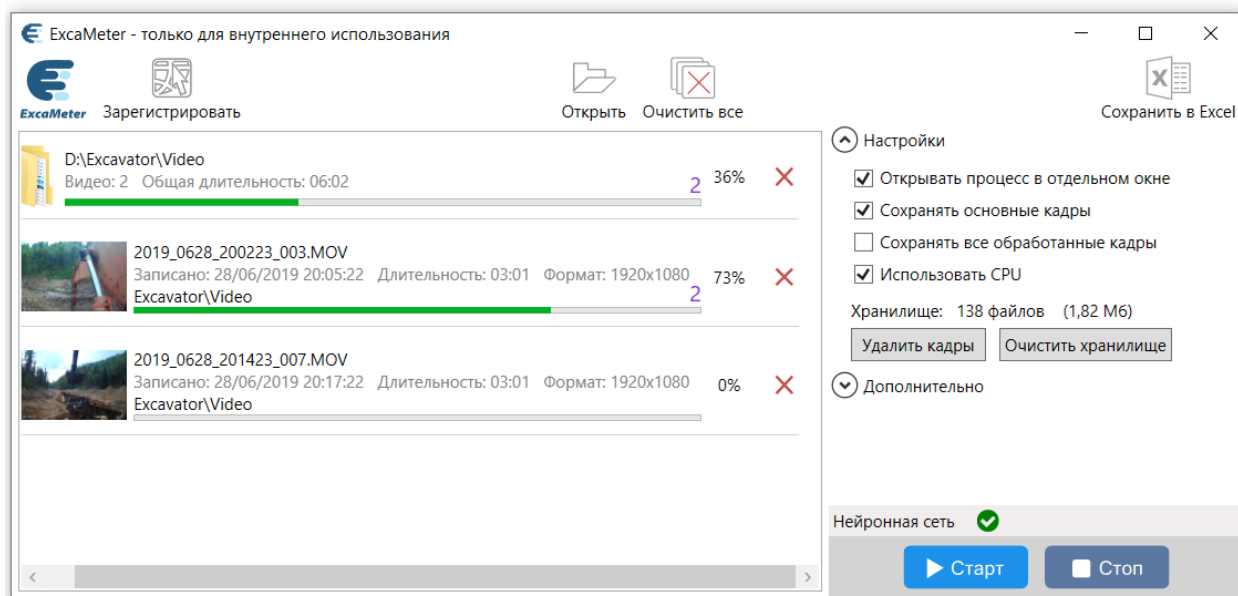 ExcaMeter - только для внутреннего использования
ExcaMeter
Зарегистрировать
Открыть
Очистить все
Сохранить в Excel
D:\Excavator\Video
Видео: 2 Общая длительность: 06:02
2
36%
2019_0628_200223_003.MOV
Записано: 28/06/2019 20:05:22 Длительность: 03:01 Формат: 1920x1080
73%
Excavator\Video
2
2019_0628_201423_007.MOV
Записано: 28/06/2019 20:17:22 Длительность: 03:01 Формат: 1920x1080
0%
Excavator\Video
Настройки
Открывать процесс в отдельном окне
Сохранять основные кадры
Сохранять все обработанные кадры
Использовать CPU
Хранилище: 138 файлов (1,82 Мб)
Удалить кадры
Очистить хранилище
Дополнительно
Нейронная сеть
Старт
Стоп